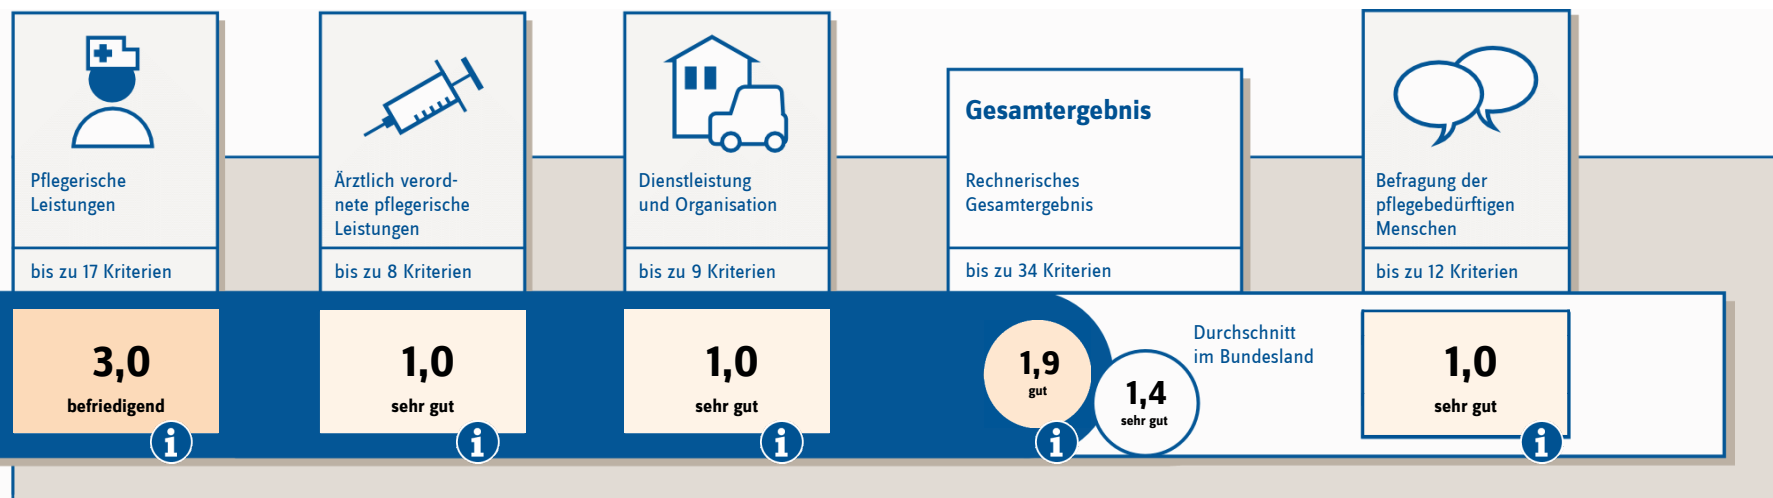 Pflegerische
Leistungen
bis zu 17 Kriterien
3,0
befriedigend
Ärztlich verord-
nete pflegerische
Leistungen
bis zu 8 Kriterien
1,0
sehr gut
Dienstleistung
und Organisation
bis zu 9 Kriterien
1,0
sehr gut
Gesamtergebnis
Rechnerisches
Gesamtergebnis
bis zu 34 Kriterien
1,9
gut
1,4
sehr gut
Durchschnitt
im Bundesland
Befragung der
pflegebedürftigen
Menschen
bis zu 12 Kriterien
1,0
sehr gut